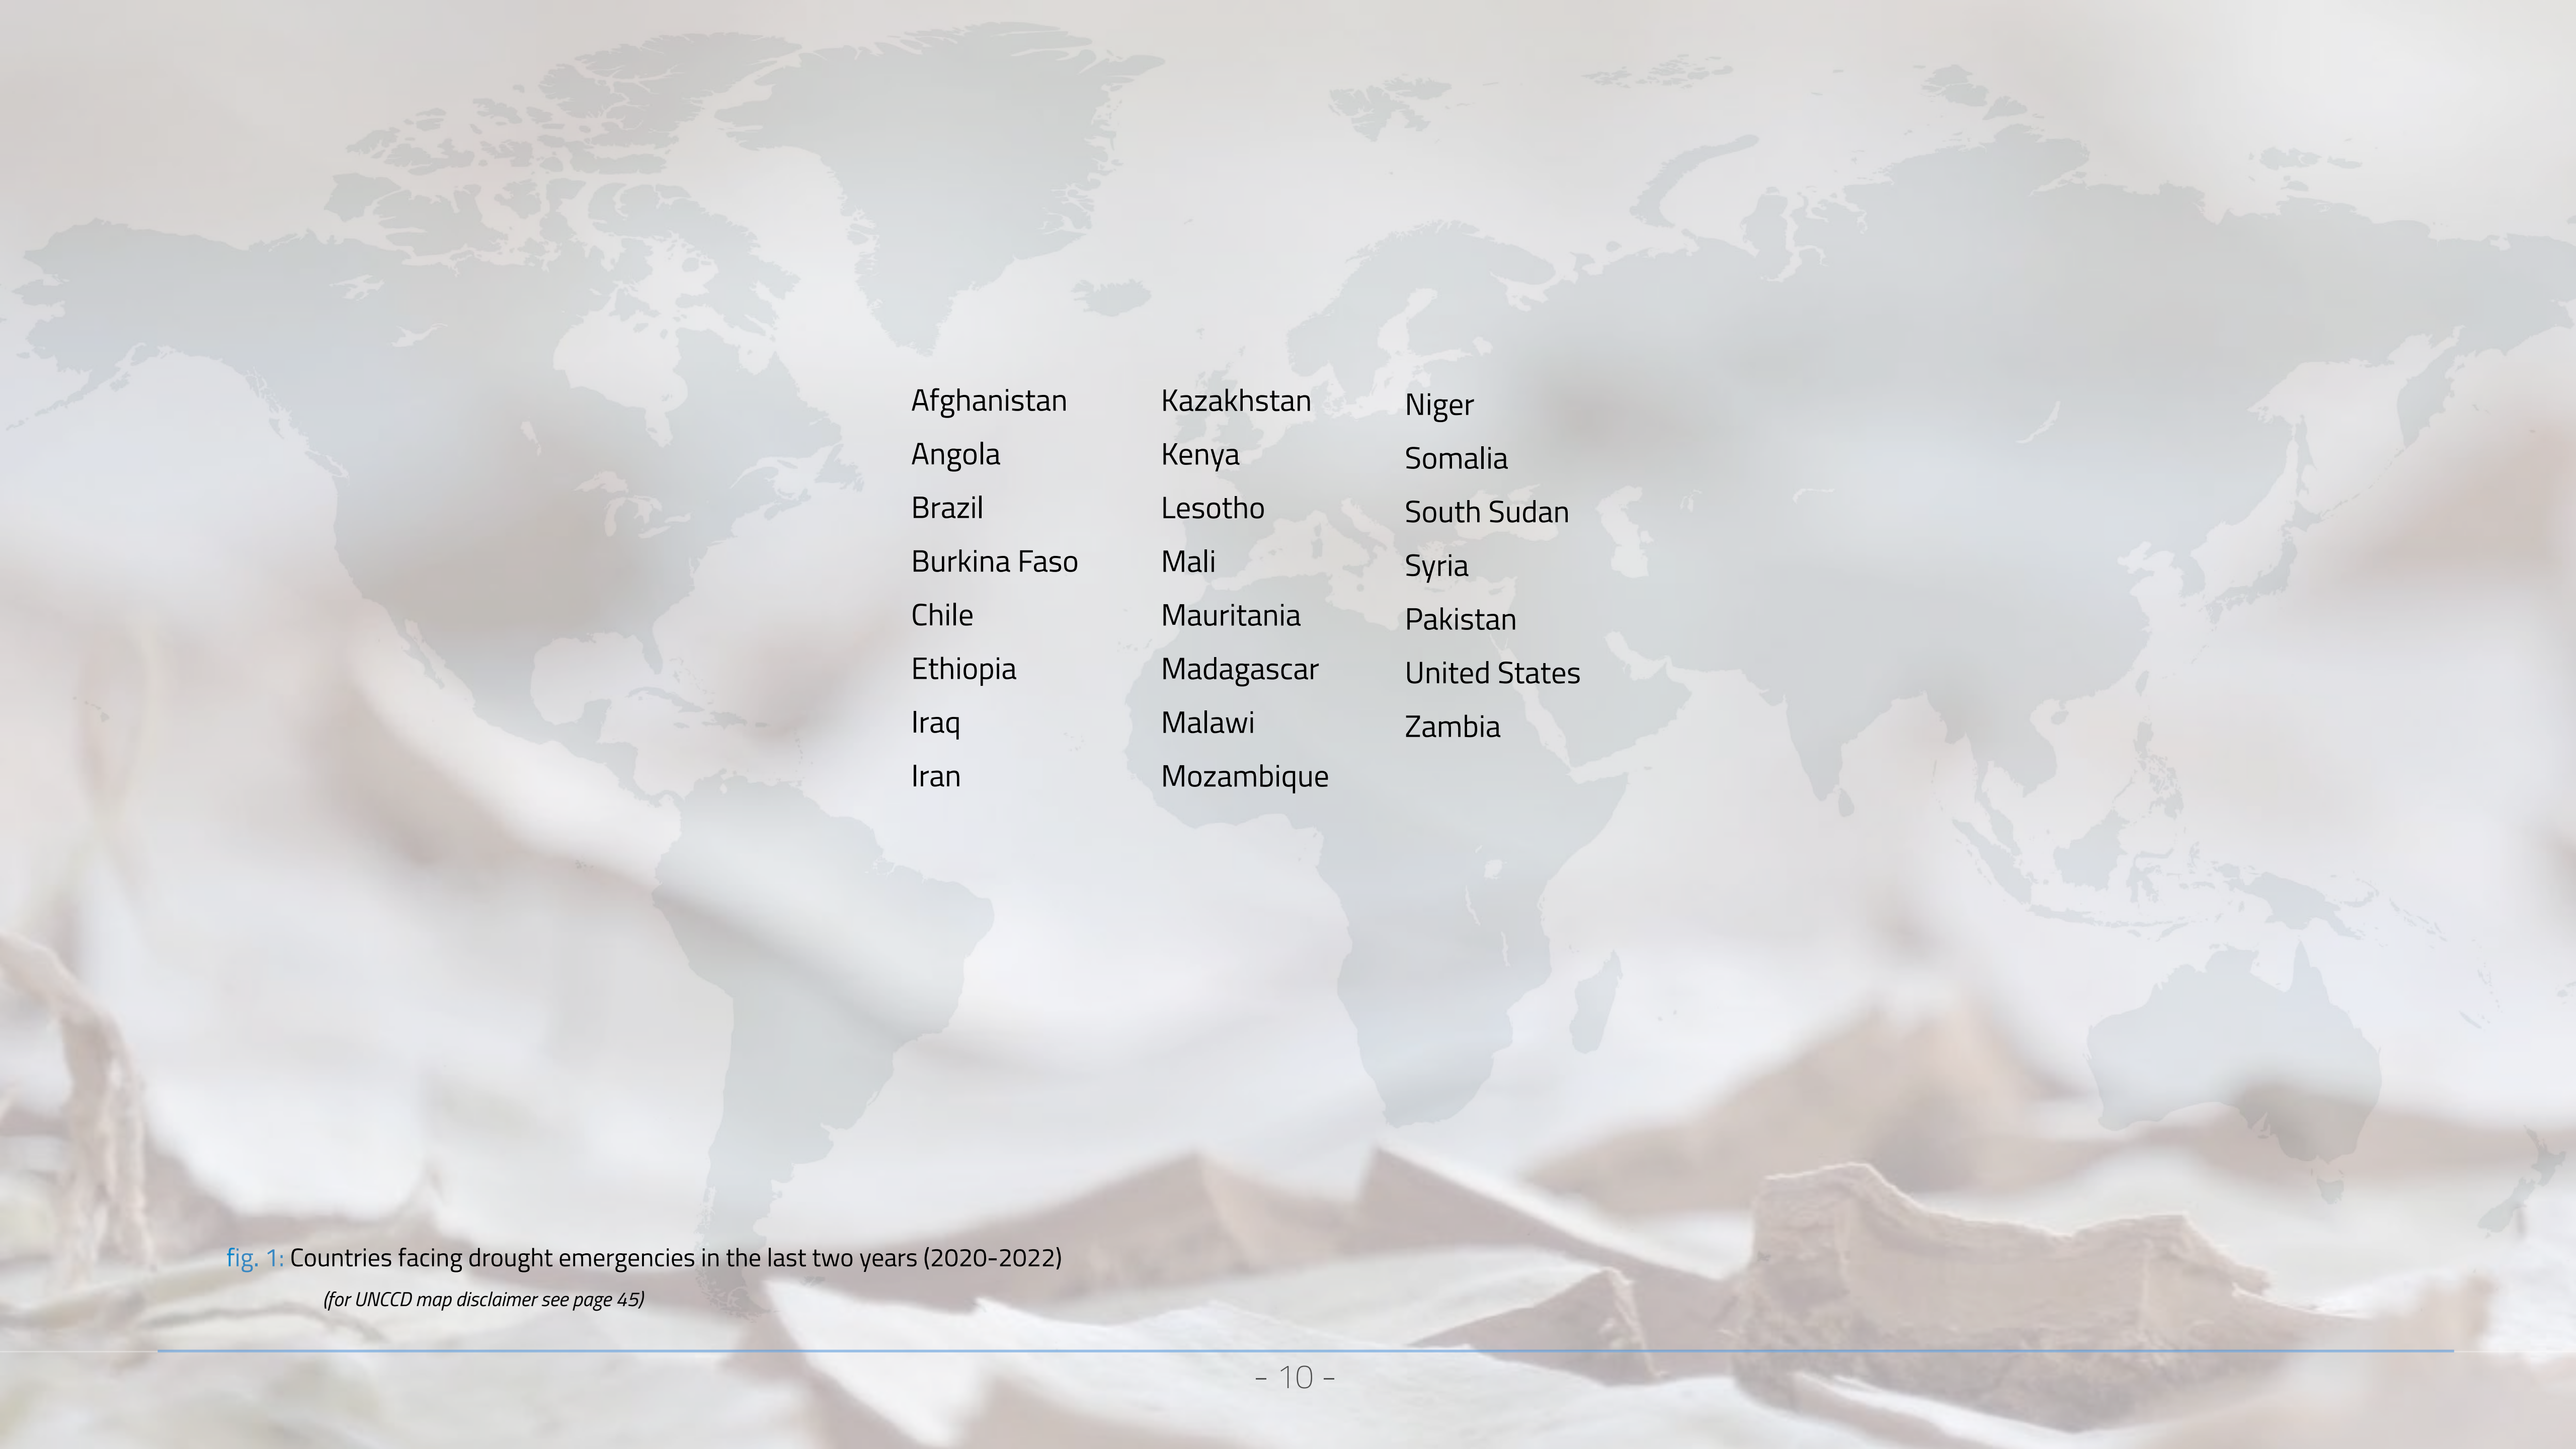 Afghanistan
Angola
Brazil
Burkina Faso
Chile
Ethiopia
Iraq
Iran
Kazakhstan
Kenya
Lesotho
Mali
Mauritania
Madagascar
Malawi
Mozambique
Niger
Somalia
South Sudan
Syria
Pakistan
United States
Zambia
fig. 1: Countries facing drought emergencies in the last two years (2020-2022)
(for UNCCD map disclaimer see page 45)
- 10 -